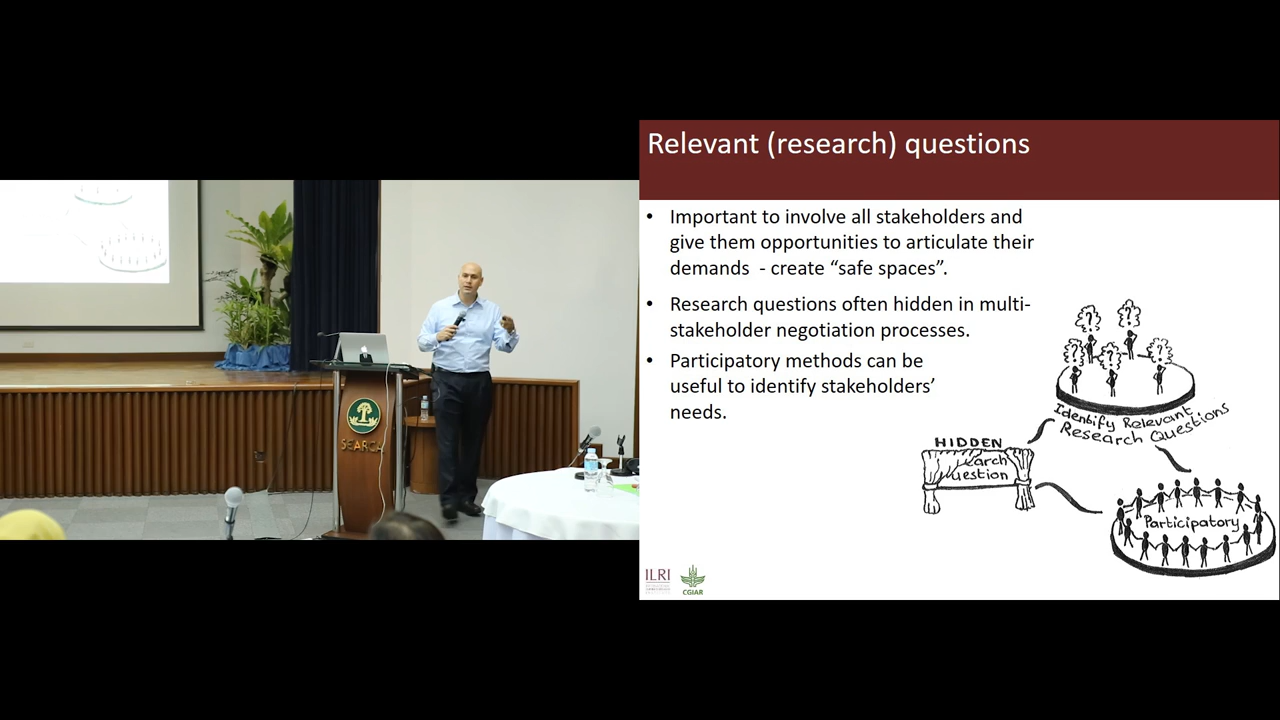 SEARCA
Relevant (research) questions
• Important to involve all stakeholders and
give them opportunities to articulate their
demands - create “safe spaces”.
• Research questions often hidden in multi-
stakeholder negotiation processes.
• Participatory methods can be
useful to identify stakeholders’
needs.
? ?
? ? ?
Identify Relevant
Research Questions
HIDDEN
earch
uestion
Participatory
ILRI
CGIAR